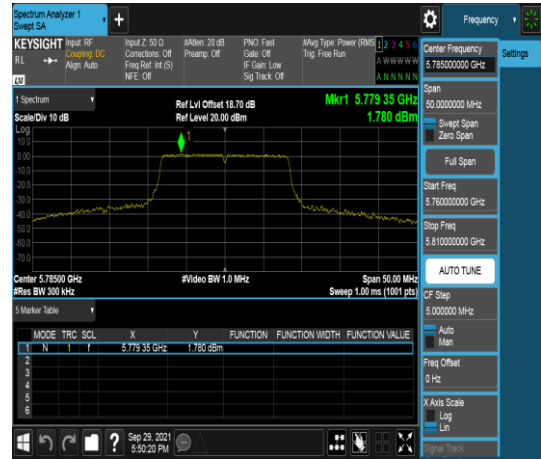 Spectrum Analyzer 1
Swept SA
+
Frequency
KEYSIGHT
Input: RF
Coupling: DC
Align: Auto
Input Z: 50 Ω
Corrections: Off
Freq Ref: Int (S)
NFE: Off
#Atten: 20 dB
Preamp: Off
PNO: Fast
Gate: Off
IF Gain: Low
Sig Track: Off
#Avg Type: Power (RMS
Trig: Free Run
1 2 3 4 5 6
A W W W W W
A N N N N N
R L
LXI
1 Spectrum
Scale/Div 10 dB
Ref Lvl Offset 18.70 dB
Ref Level 20.00 dBm
Mkr1 5.779 35 GHz
1.780 dBm
Log
10.0
0.00
-10.0
-20.0
-30.0
-40.0
-50.0
-60.0
-70.0
1
Center 5.78500 GHz
#Res BW 300 kHz
#Video BW 1.0 MHz
Span 50.00 MHz
Sweep 1.00 ms (1001 pts)
5 Marker Table
MODE TRC SCL X Y FUNCTION FUNCTION WIDTH FUNCTION VALUE
1 N 1 f 5.779 35 GHz 1.780 dBm
2
3
4
5
6
Sep 29, 2021
5:50:20 PM
Center Frequency
5.785000000 GHz
Settings
Span
50.0000000 MHz
Swept Span
Zero Span
Full Span
Start Freq
5.760000000 GHz
Stop Freq
5.810000000 GHz
AUTO TUNE
CF Step
5.000000 MHz
Auto
Man
Freq Offset
0 Hz
X Axis Scale
Log
Lin
Signal Track